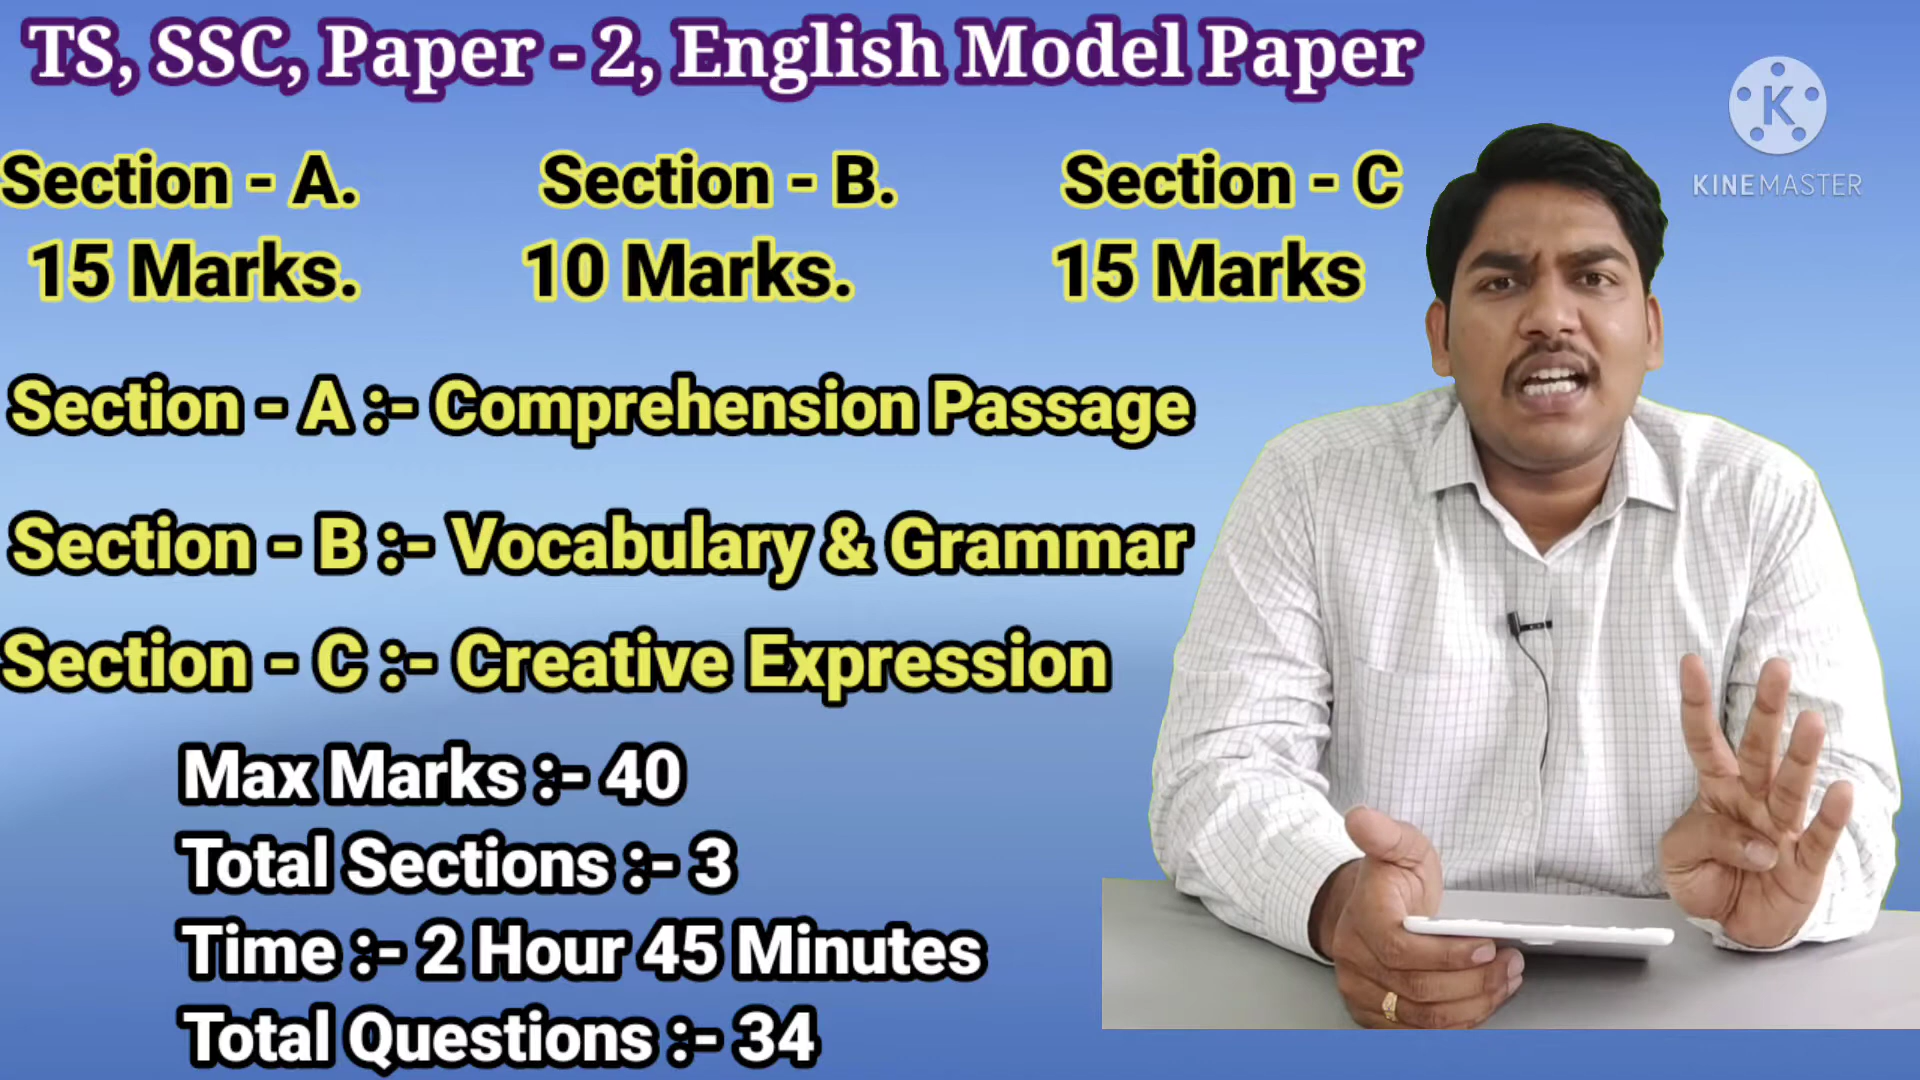 TS, SSC, Paper - 2, English Model Paper
K
KINEMASTER
Section - A. Section - B. Section - C
15 Marks. 10 Marks. 15 Marks
Section - A :- Comprehension Passage
Section - B :- Vocabulary & Grammar
Section - C :- Creative Expression
Max Marks :- 40
Total Sections :- 3
Time :- 2 Hour 45 Minutes
Total Questions :- 34